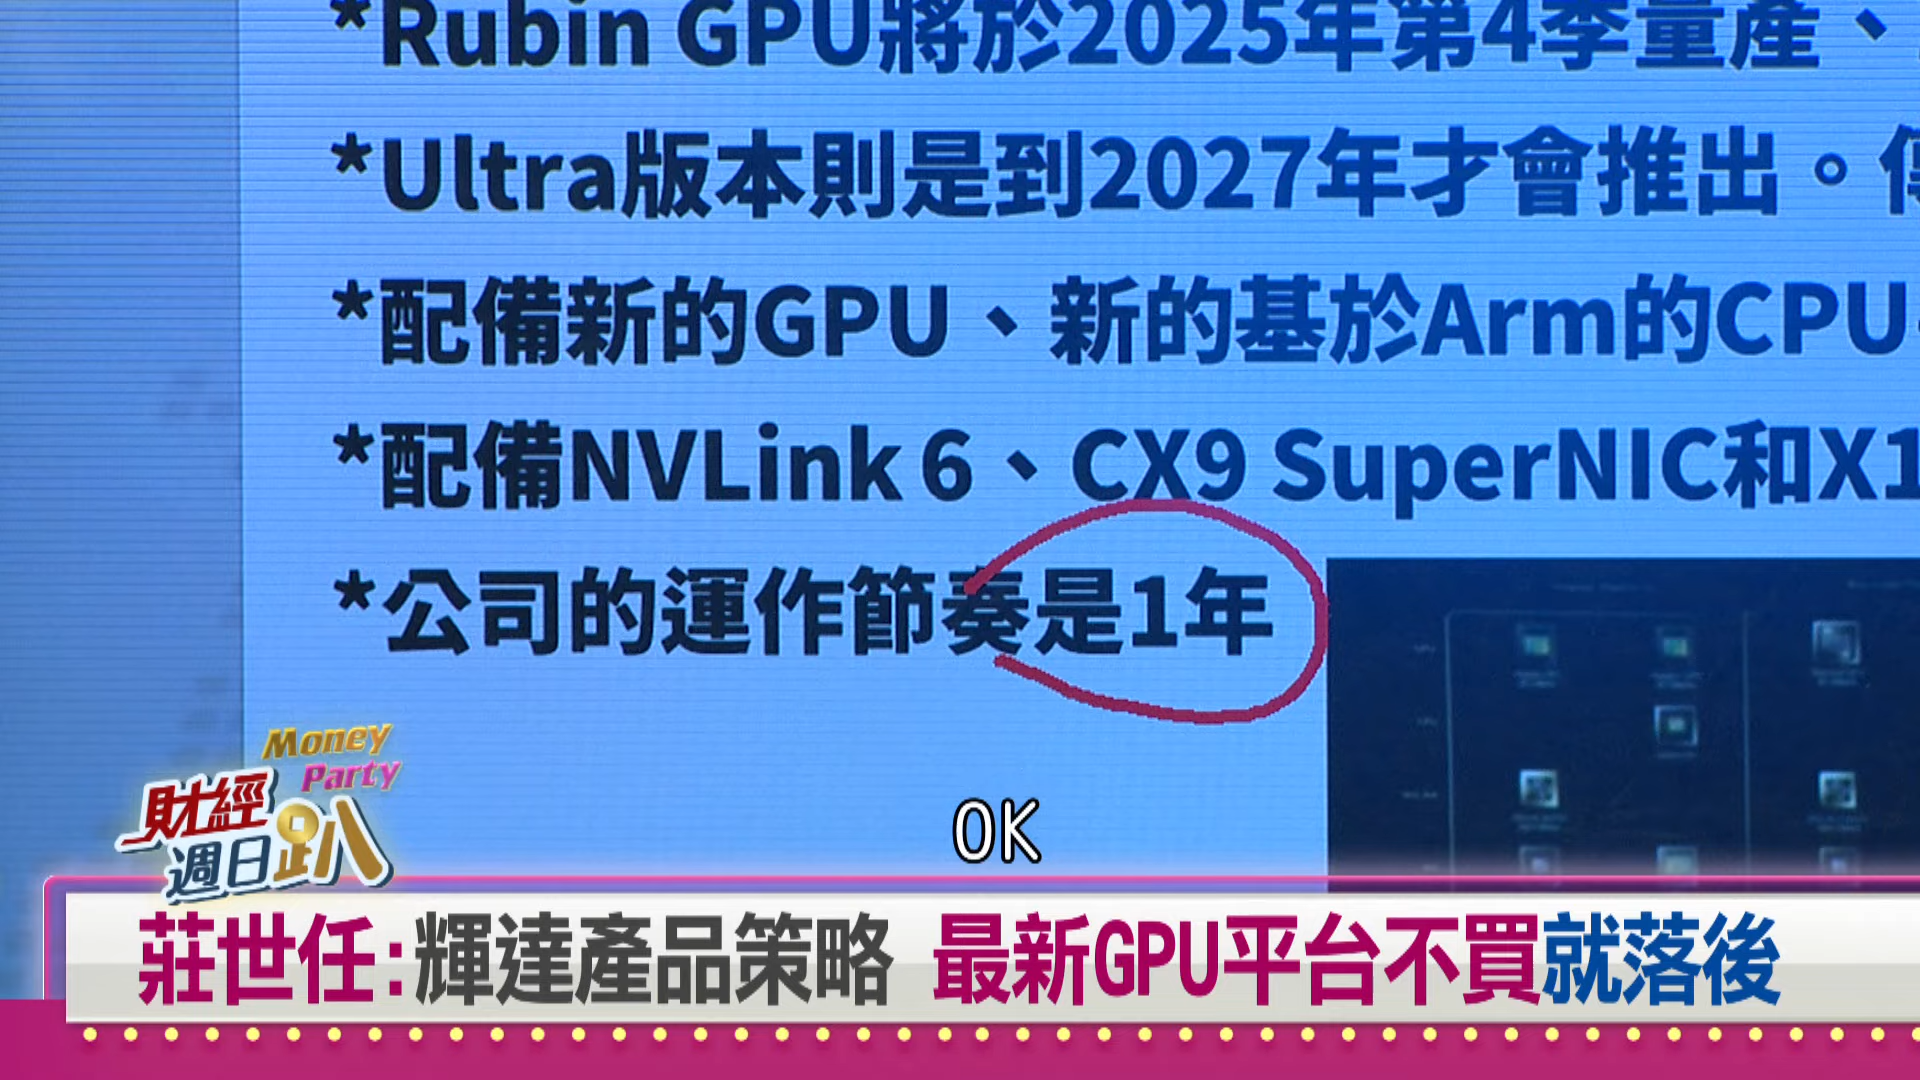 *Rubin GPU將於2025年第4季量產、
*Ultra版本則是到2027年才會推出。
*配備新的GPU、新的基於Arm的CPU
*配備NVLink 6、CX9 SuperNIC和X1
*公司的運作節奏是1年
Money
Party
財經
週日趴
OK
莊世任:輝達產品策略 最新GPU平台不買就落後